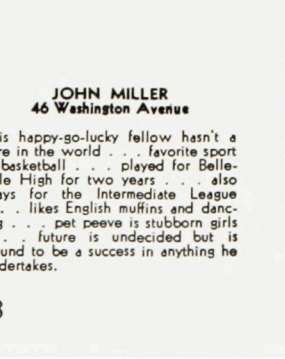 JOHN MILLER
46 Washington Avenue
is happy-go-lucky fellow hasn't a
re in the world . . . favorite sport
basketball . . . played for Belle-
le High for two years . . . also
ays for the Intermediate League
. . likes English muffins and danc-
g . . . pet peeve is stubborn girls
. . future is undecided but is
und to be a success in anything he
dertakes.